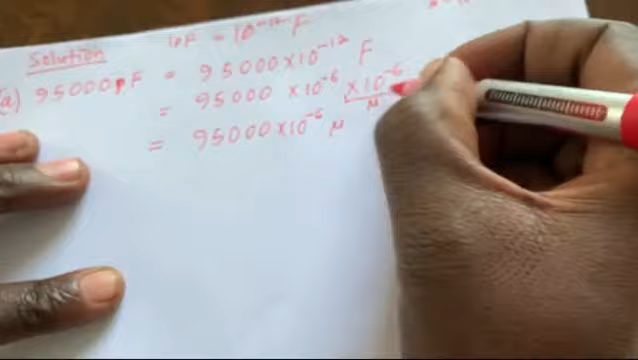 Solution
1pF = 10⁻¹² F
(a) 95000pF = 95000×10⁻¹² F
= 95000 ×10⁻⁶ ×10⁻⁶
μ
= 95000×10⁻⁶ μ